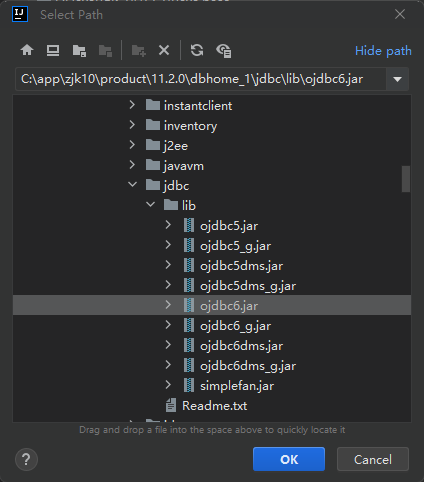 IJ
Select Path
Hide path
C:\app\zjk10\product\11.2.0\dbhome_1\jdbc\lib\ojdbc6.jar
instantclient
inventory
j2ee
javavm
jdbc
lib
ojdbc5.jar
ojdbc5_g.jar
ojdbc5dms.jar
ojdbc5dms_g.jar
ojdbc6.jar
ojdbc6_g.jar
ojdbc6dms.jar
ojdbc6dms_g.jar
simplefan.jar
Readme.txt
Drag and drop a file into the space above to quickly locate it
?
OK
Cancel